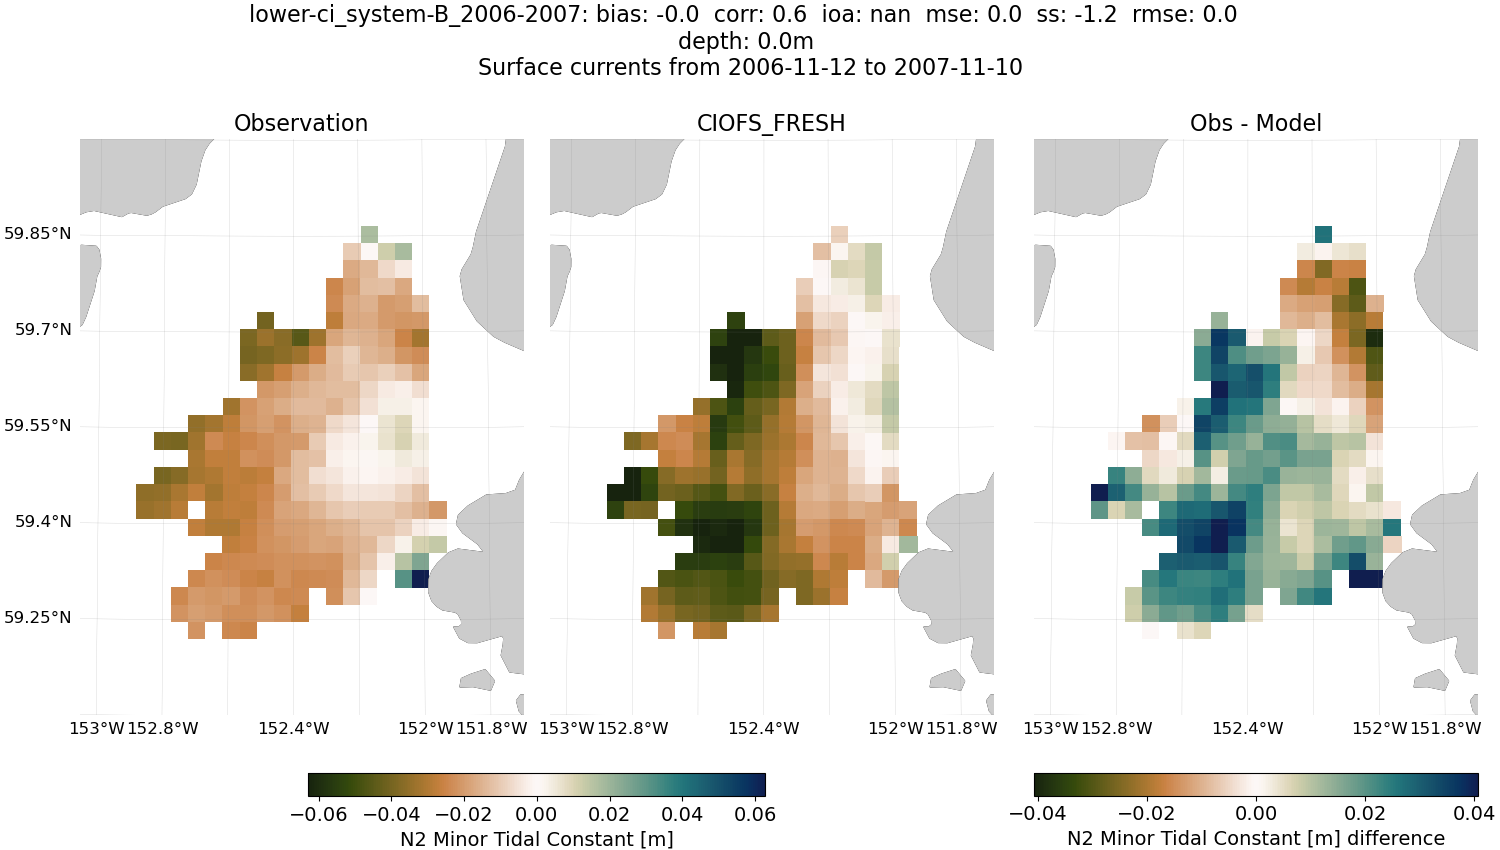 lower-ci_system-B_2006-2007: bias: -0.0  corr: 0.6  ioa: nan  mse: 0.0  ss: -1.2  rmse: 0.0
depth: 0.0m
Surface currents from 2006-11-12 to 2007-11-10
Observation
CIOFS_FRESH
Obs - Model
59.85°N
59.7°N
59.55°N
59.4°N
59.25°N
153°W 152.8°W 152.4°W 152°W 151.8°W
153°W 152.8°W 152.4°W 152°W 151.8°W
153°W 152.8°W 152.4°W 152°W 151.8°W
−0.06 −0.04 −0.02 0.00 0.02 0.04 0.06
N2 Minor Tidal Constant [m]
−0.04 −0.02 0.00 0.02 0.04
N2 Minor Tidal Constant [m] difference